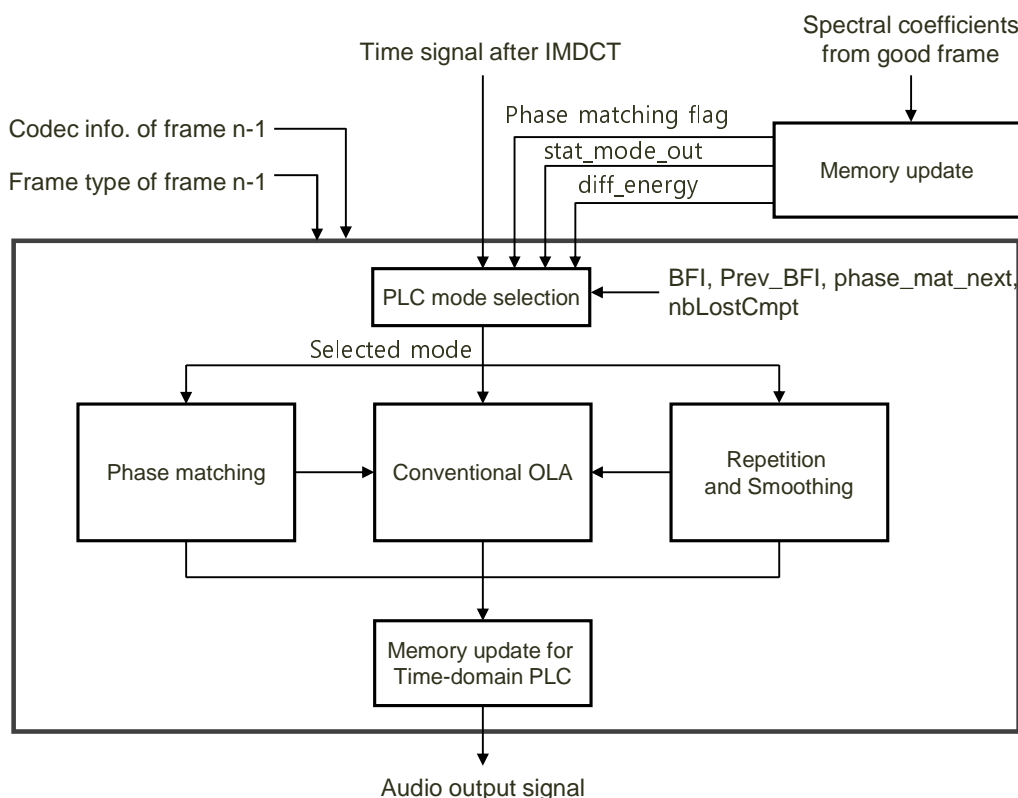 Spectral coefficients
from good frame
Time signal after IMDCT
Phase matching flag
Codec info. of frame n-1
stat_mode_out
Memory update
Frame type of frame n-1
diff_energy
PLC mode selection
BFI, Prev_BFI, phase_mat_next,
nbLostCmpt
Selected mode
Phase matching
Conventional OLA
Repetition
and Smoothing
Memory update for
Time-domain PLC
Audio output signal